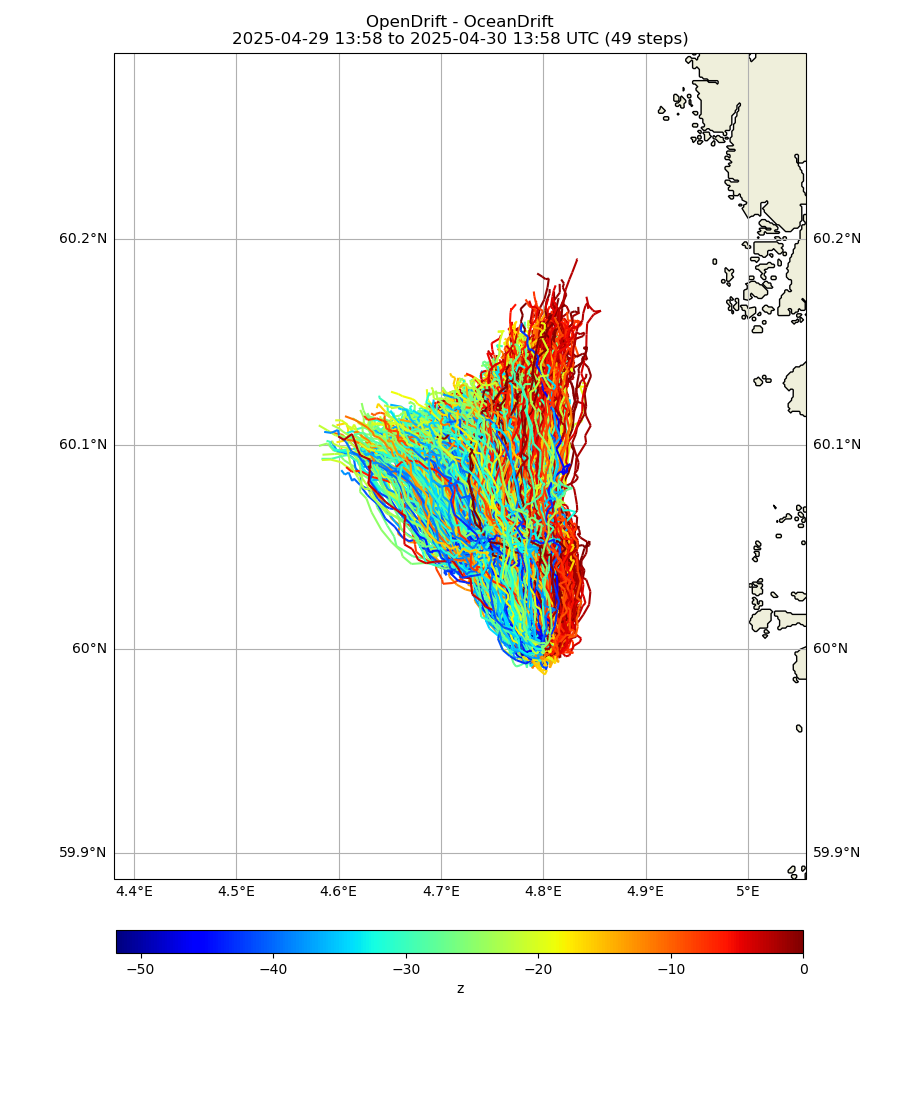 OpenDrift - OceanDrift
2025-04-29 13:58 to 2025-04-30 13:58 UTC (49 steps)
60.2°N 60.2°N
60.1°N 60.1°N
60°N 60°N
59.9°N 59.9°N
4.4°E 4.5°E 4.6°E 4.7°E 4.8°E 4.9°E 5°E
−50 −40 −30 −20 −10 0
z